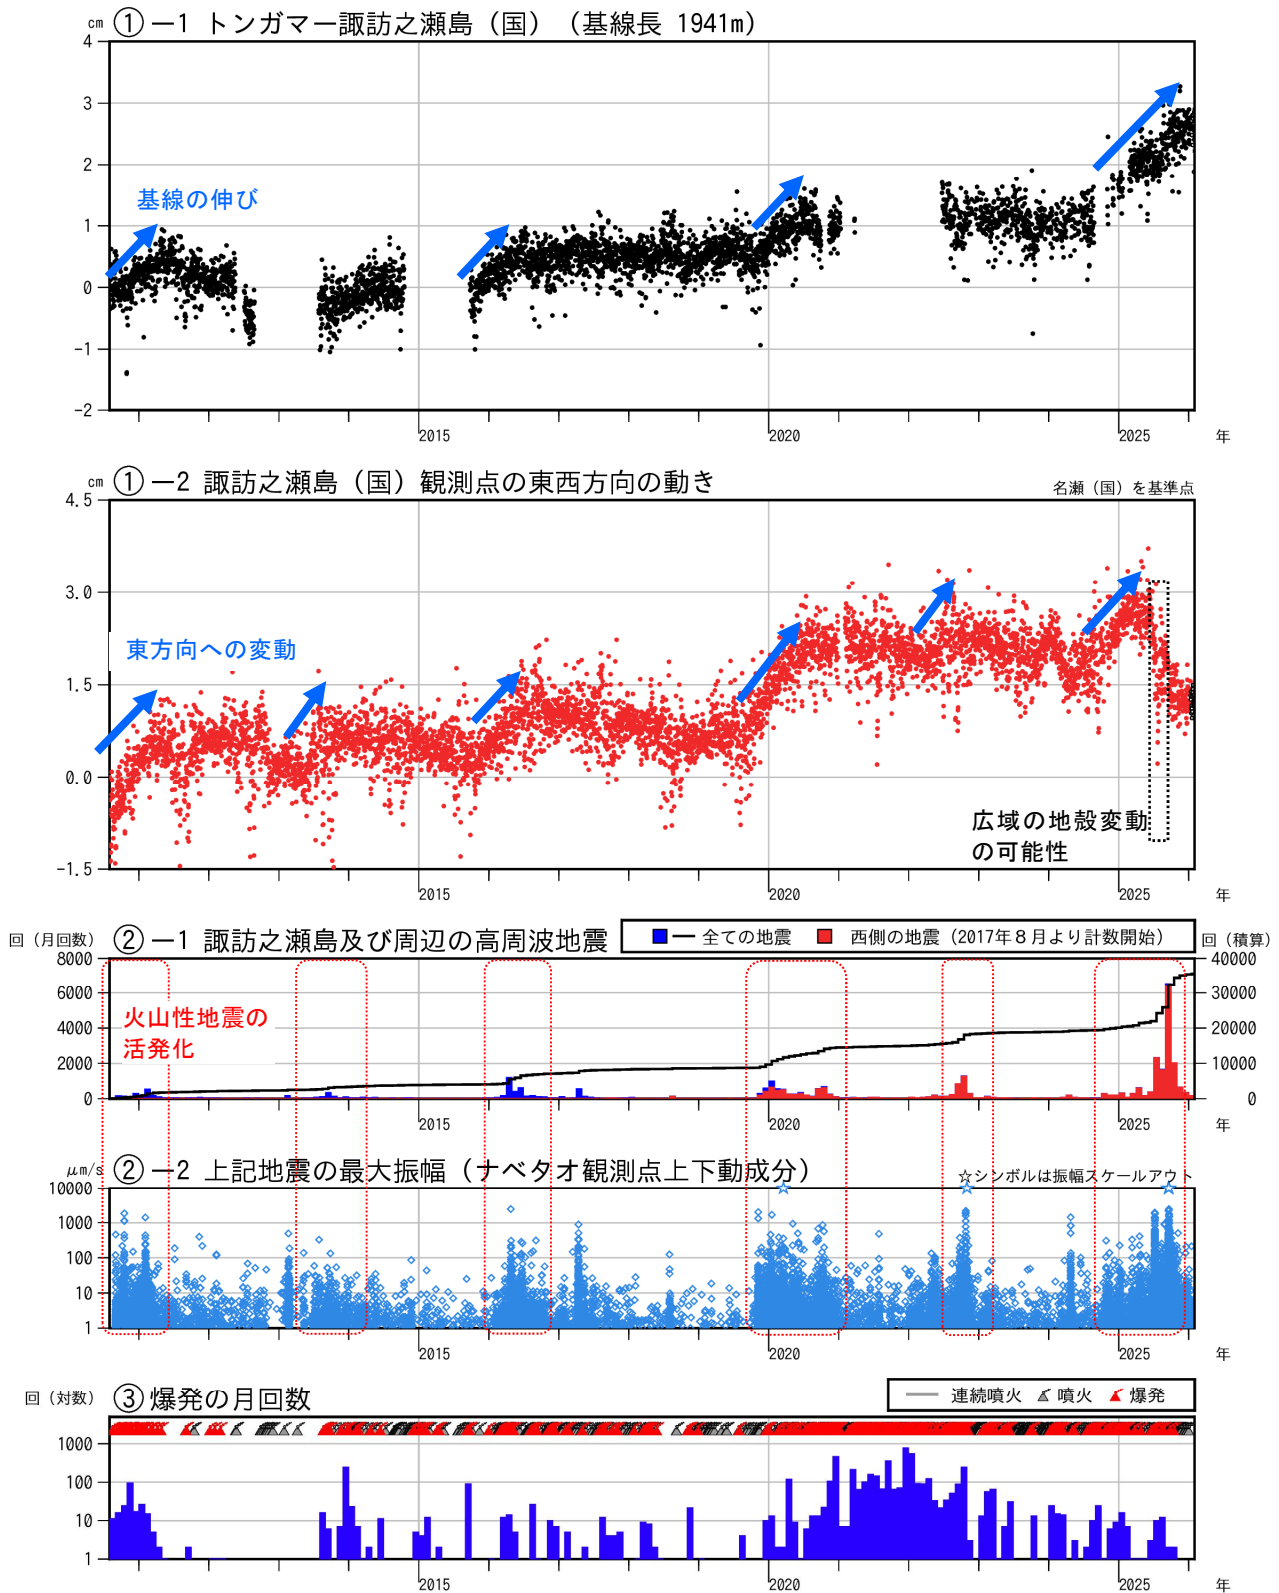 cm ①－1 トンガマー諏訪之瀬島（国）（基線長 1941m）
4
3
2
1
0
-1
-2
基線の伸び
2015
2020
2025
年
cm ①－2 諏訪之瀬島（国）観測点の東西方向の動き
名瀬（国）を基準点
4.5
3.0
1.5
0.0
-1.5
東方向への変動
広域の地殻変動
の可能性
2015
2020
2025
年
回（月回数） ②－1 諏訪之瀬島及び周辺の高周波地震
全ての地震 西側の地震（2017年８月より計数開始）
回（積算）
8000
6000
4000
2000
0
40000
30000
20000
10000
0
火山性地震の
活発化
2015
2020
2025
年
μm/s ②－2 上記地震の最大振幅（ナベタオ観測点上下動成分）
☆シンボルは振幅スケールアウト
10000
1000
100
10
1
2015
2020
2025
年
回（対数） ③爆発の月回数
連続噴火 噴火 爆発
1000
100
10
1
2015
2020
2025
年